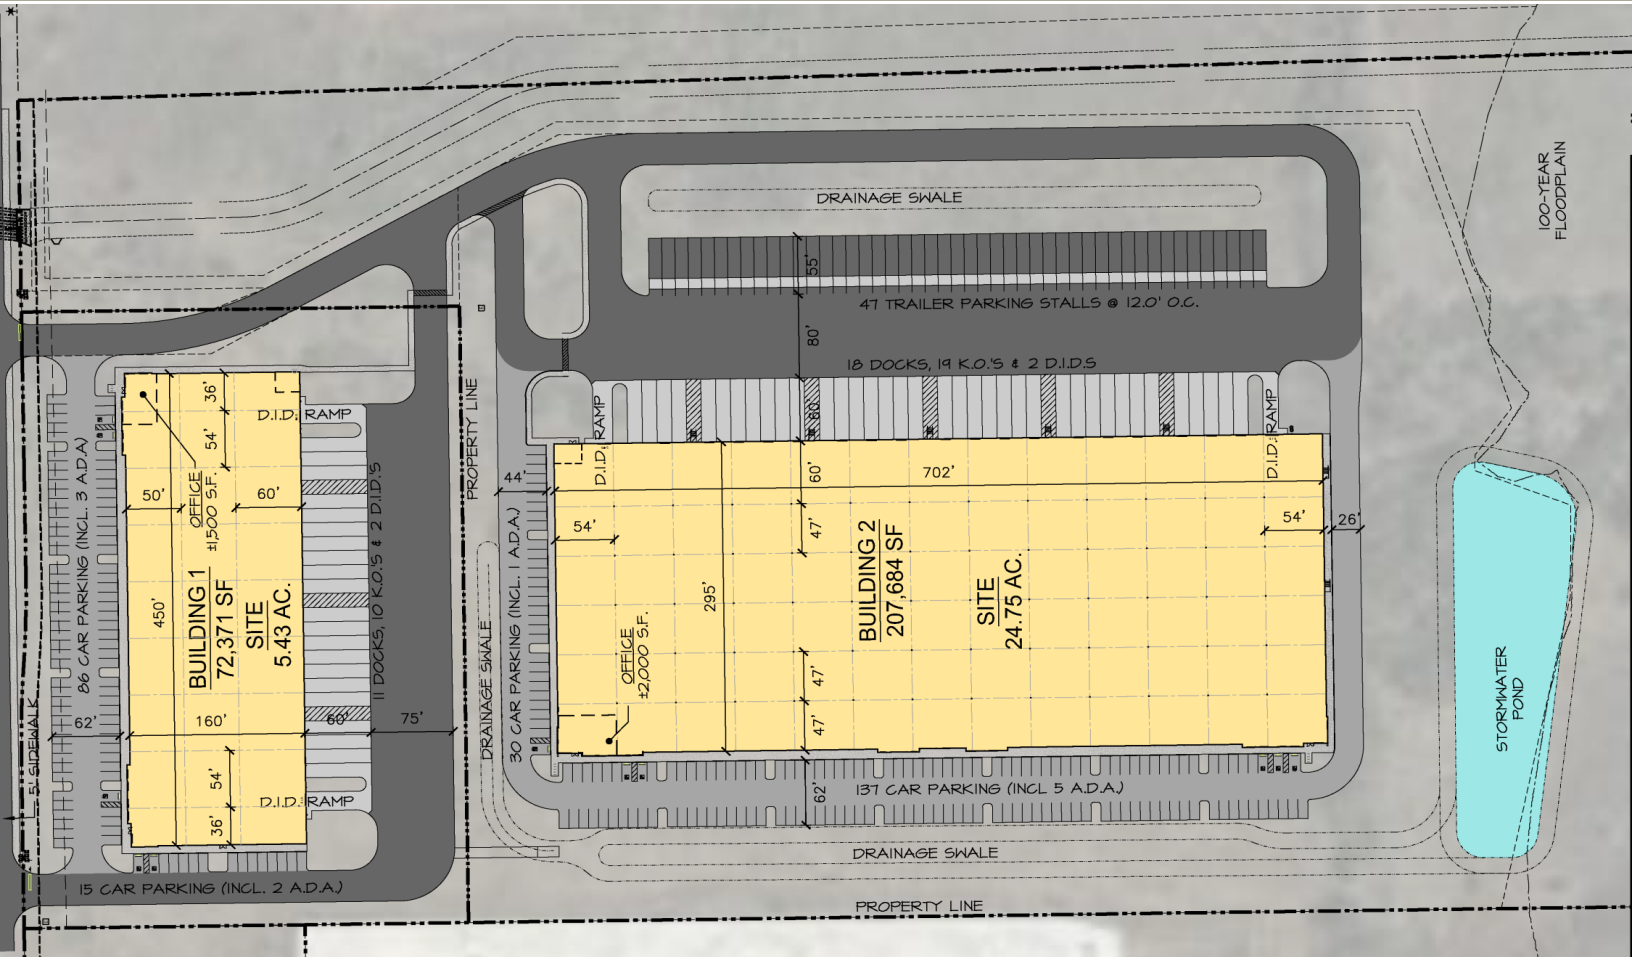 100-YEAR
FLOODPLAIN
DRAINAGE SWALE
55'
47 TRAILER PARKING STALLS @ 12.0' O.C.
80'
18 DOCKS, 19 K.O.'S & 2 D.I.D.S
60'
D.I.D. RAMP
D.I.D. RAMP
PROPERTY LINE
36'
D.I.D. RAMP
54'
86 CAR PARKING (INCL. 3 A.D.A.)
50'
OFFICE
±1,500 S.F.
60'
11 DOCKS, 10 K.O.'S & 2 D.I.D.'S
450'
BUILDING 1
72,371 SF
SITE
5.43 AC.
62'
160'
60'
75'
5' SIDEWALK
54'
D.I.D. RAMP
36'
15 CAR PARKING (INCL. 2 A.D.A.)
44'
60'
702'
54'
47'
54'
26'
30 CAR PARKING (INCL. 1 A.D.A.)
295'
BUILDING 2
207,684 SF
SITE
24.75 AC.
OFFICE
±2,000 S.F.
47'
47'
DRAINAGE SWALE
62'
137 CAR PARKING (INCL 5 A.D.A.)
STORMWATER
POND
DRAINAGE SWALE
PROPERTY LINE